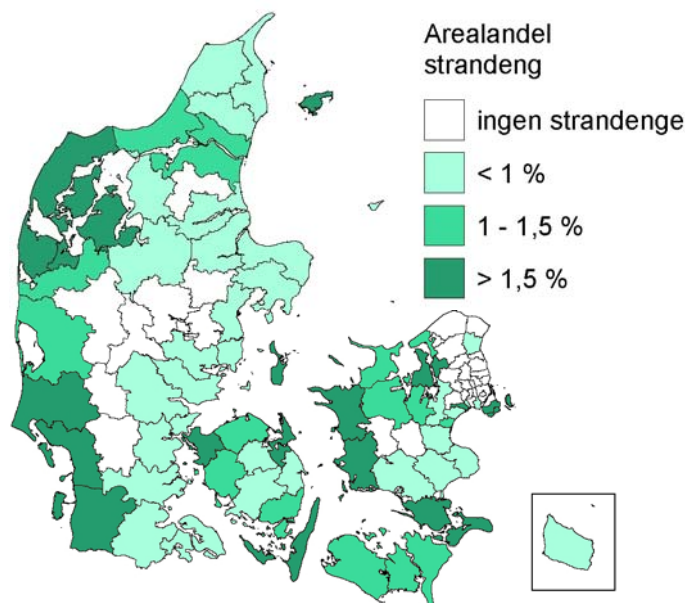 Arealandel
strandeng
ingen strandenge
< 1 %
1 - 1,5 %
> 1,5 %